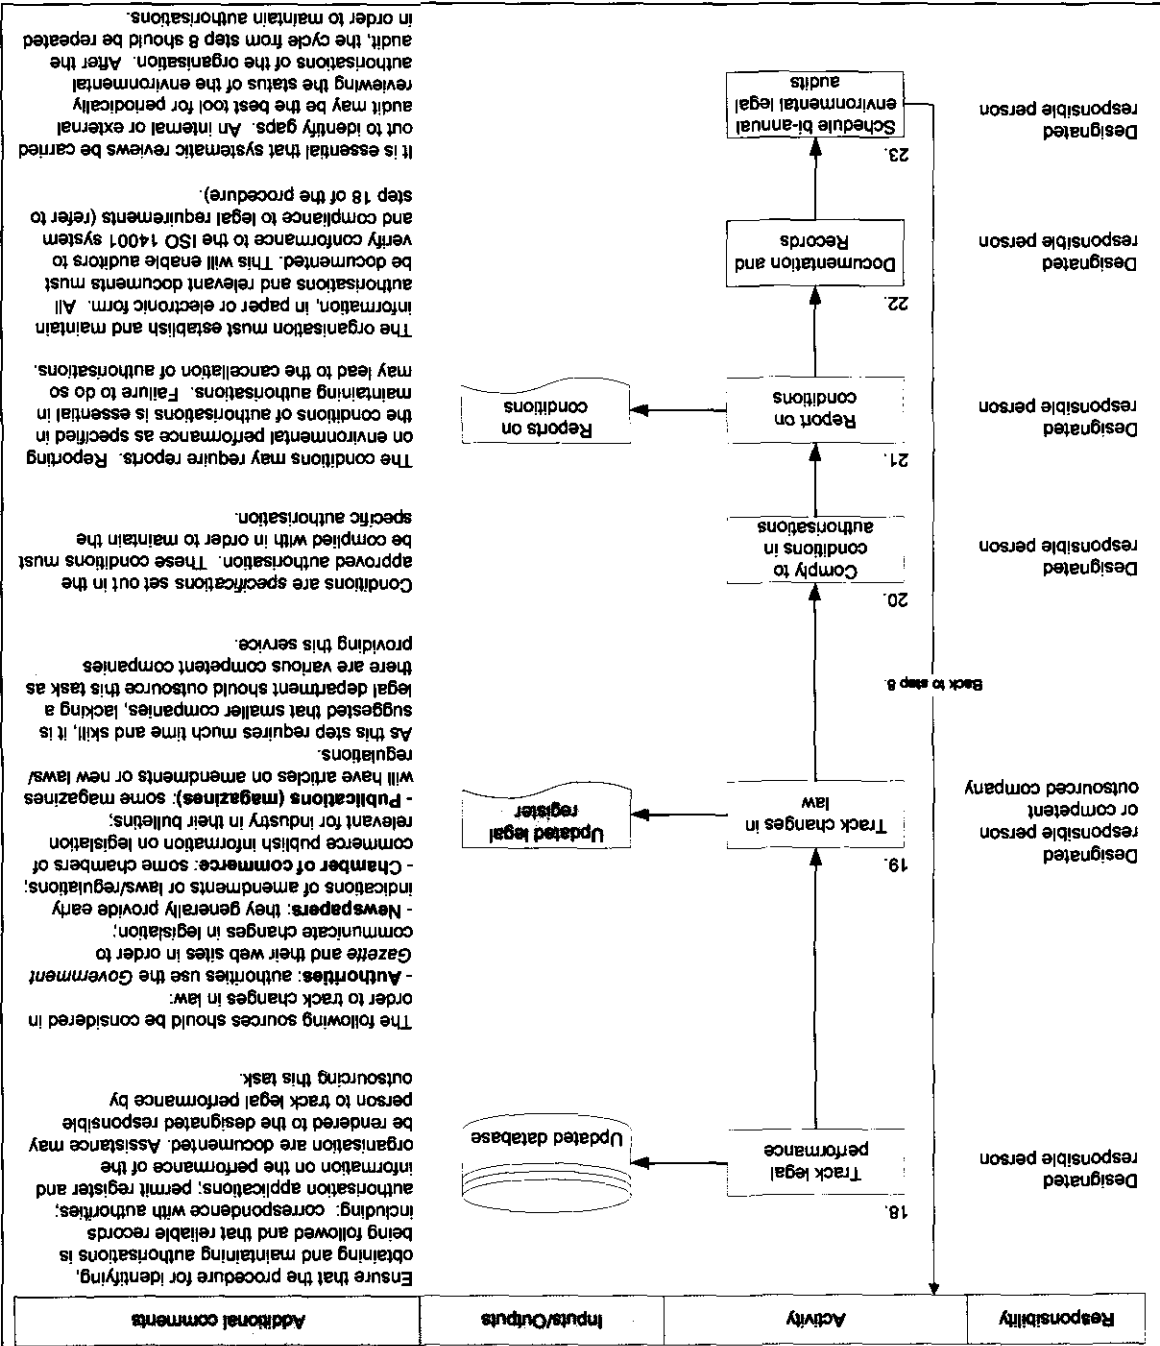 Responsibility
Activity
Inputs/Outputs
Additional comments
Designated
responsible person
18.
Track legal
performance
Updated database
Ensure that the procedure for identifying,
obtaining and maintaining authorisations is
being followed and that reliable records
including: correspondence with authorities;
authorisation applications; permit register and
information on the performance of the
organisation are documented. Assistance may
be rendered to the designated responsible
person to track legal performance by
outsourcing this task.
Designated
responsible person
or competent
outsourced company
19.
Track changes in
law
Updated legal
register
The following sources should be considered in
order to track changes in law:
- Authorities: authorities use the Government
Gazette and their web sites in order to
communicate changes in legislation;
- Newspapers: they generally provide early
indications of amendments or laws/regulations;
- Chamber of commerce: some chambers of
commerce publish information on legislation
relevant for industry in their bulletins;
- Publications (magazines): some magazines
will have articles on amendments or new laws/
regulations.
As this step requires much time and skill, it is
suggested that smaller companies, lacking a
legal department should outsource this task as
there are various competent companies
providing this service.
Back to step 8
Designated
responsible person
20.
Comply to
conditions in
authorisations
Conditions are specifications set out in the
approved authorisation. These conditions must
be complied with in order to maintain the
specific authorisation.
Designated
responsible person
21.
Report on
conditions
Reports on
conditions
The conditions may require reports. Reporting
on environmental performance as specified in
the conditions of authorisations is essential in
maintaining authorisations. Failure to do so
may lead to the cancellation of authorisations.
Designated
responsible person
22.
Documentation and
Records
The organisation must establish and maintain
information, in paper or electronic form. All
authorisations and relevant documents must
be documented. This will enable auditors to
verify conformance to the ISO 14001 system
and compliance to legal requirements (refer to
step 18 of the procedure).
Designated
responsible person
23.
Schedule bi-annual
environmental legal
audits
It is essential that systematic reviews be carried
out to identify gaps. An internal or external
audit may be the best tool for periodically
reviewing the status of the environmental
authorisations of the organisation. After the
audit, the cycle from step 8 should be repeated
in order to maintain authorisations.